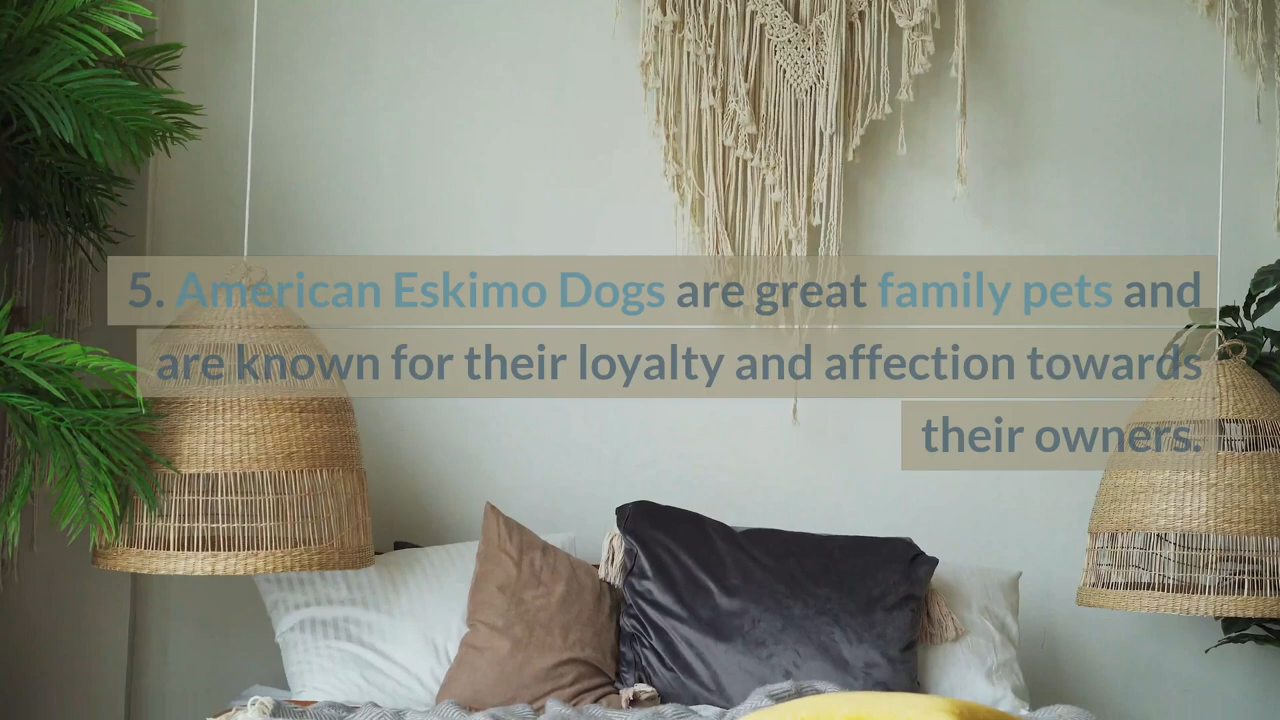 5. American Eskimo Dogs are great family pets and
are known for their loyalty and affection towards
their owners.